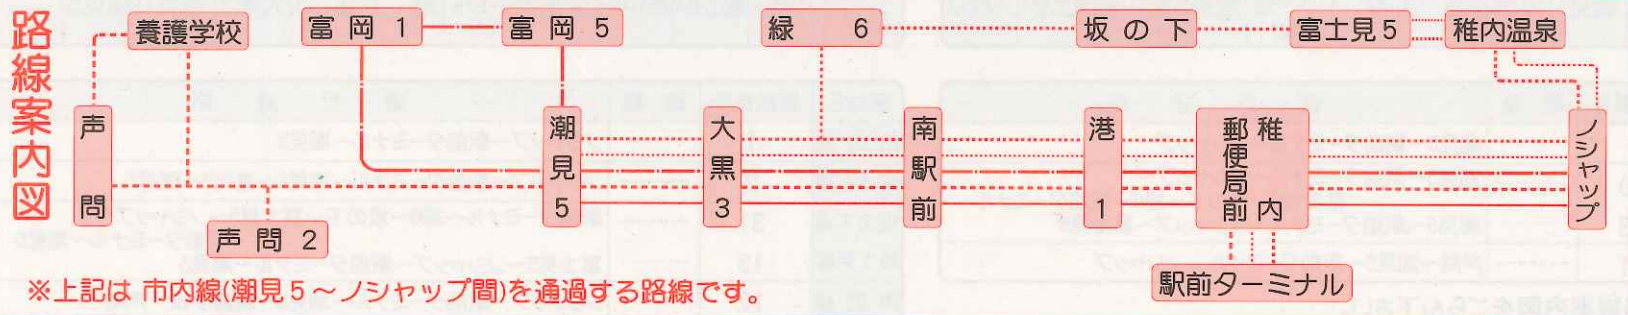 路線案内図
養護学校
富岡1
富岡5
緑6
坂の下
富士見5
稚内温泉
声問
潮見5
大黒3
南駅前
港1
稚内
郵便局前
ノシャップ
声問2
駅前ターミナル
※上記は 市内線(潮見5～ノシャップ間)を通過する路線です。